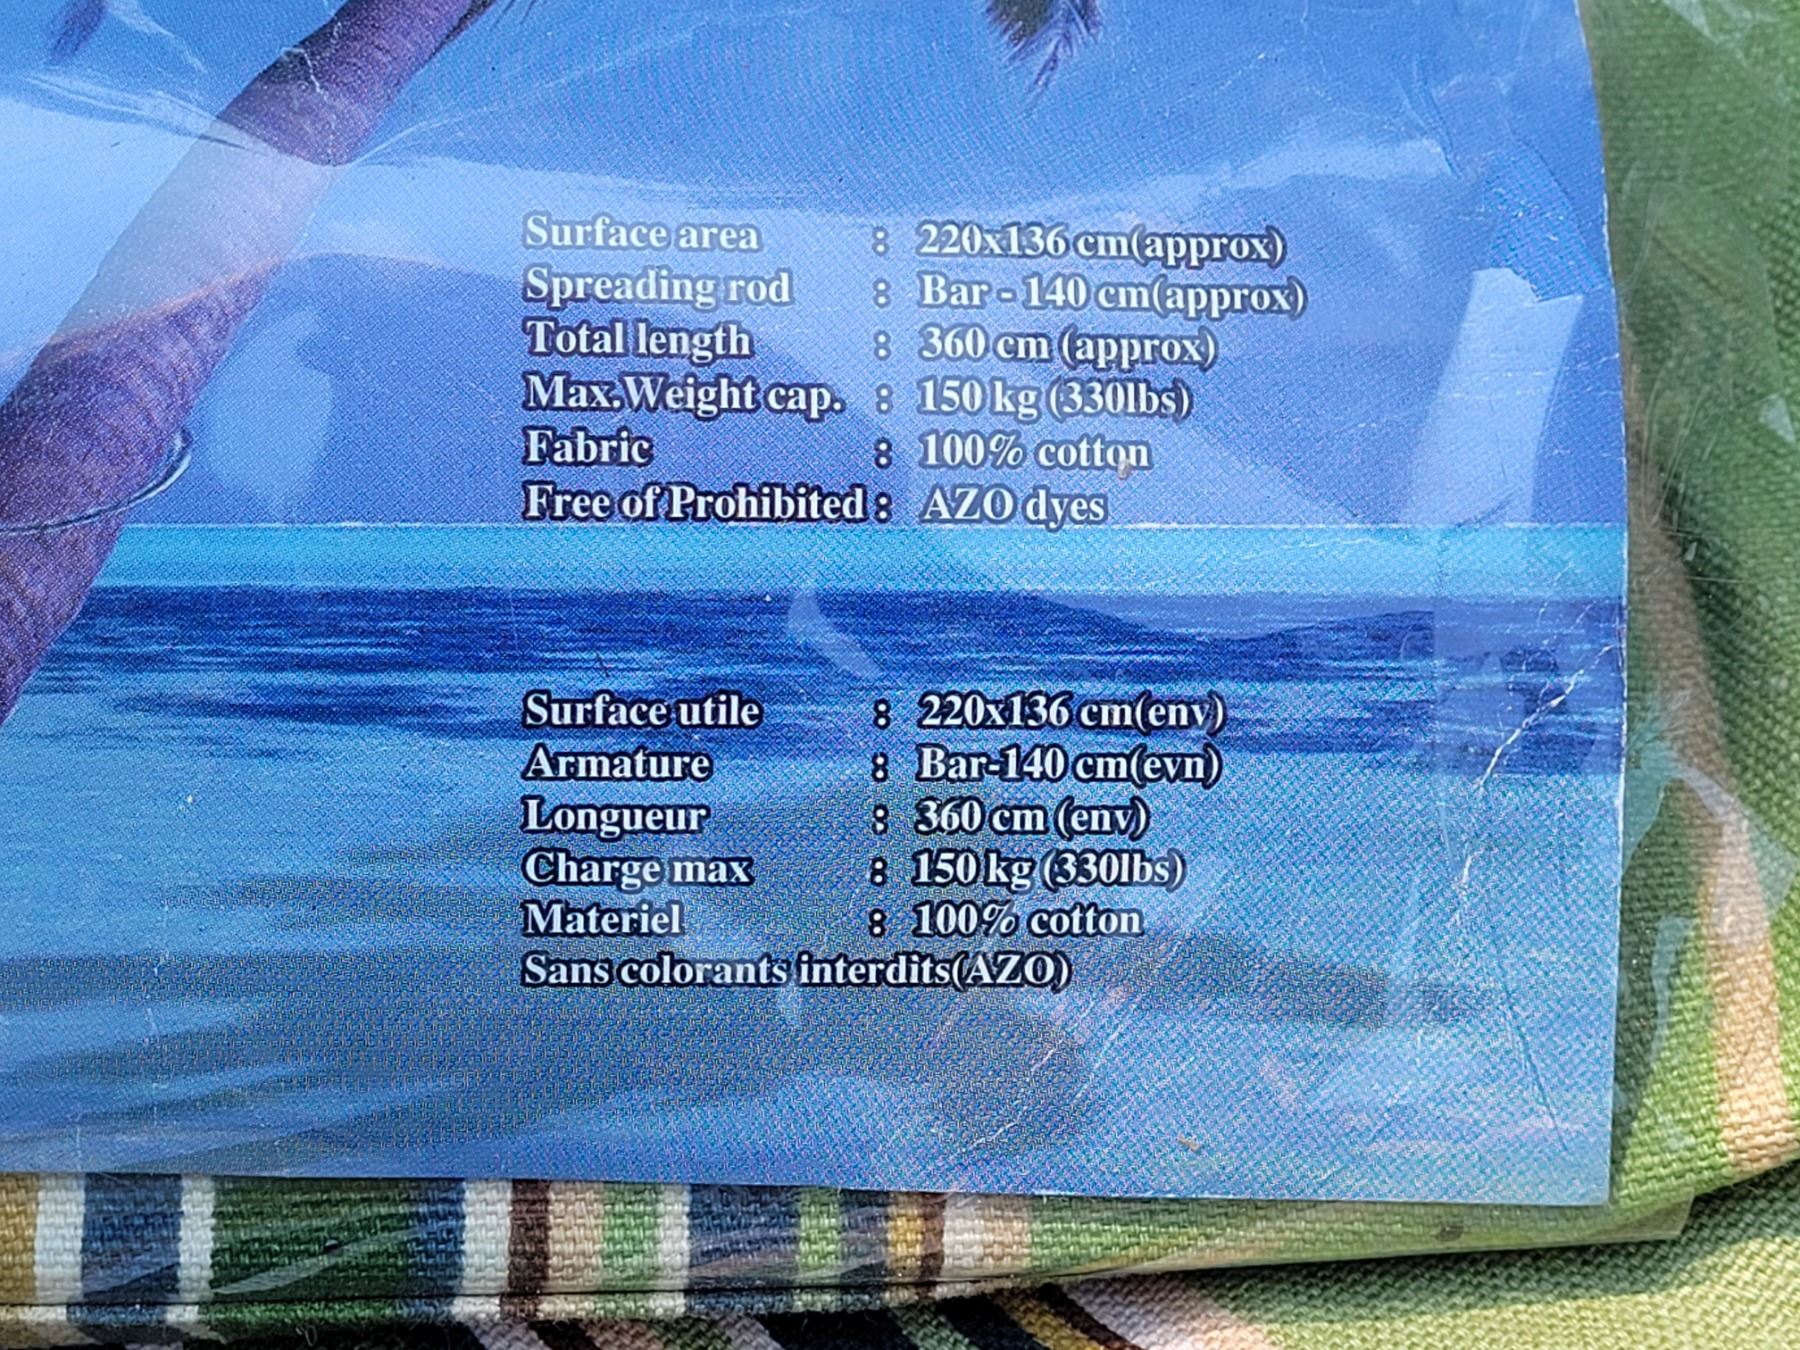 Surface area : 220x136 cm(approx)
Spreading rod : Bar - 140 cm(approx)
Total length : 360 cm (approx)
Max.Weight cap. : 150 kg (330lbs)
Fabric : 100% cotton
Free of Prohibited : AZO dyes
Surface utile : 220x136 cm(env)
Armature : Bar-140 cm(evn)
Longueur : 360 cm (env)
Charge max : 150 kg (330lbs)
Materiel : 100% cotton
Sans colorants interdits(AZO)